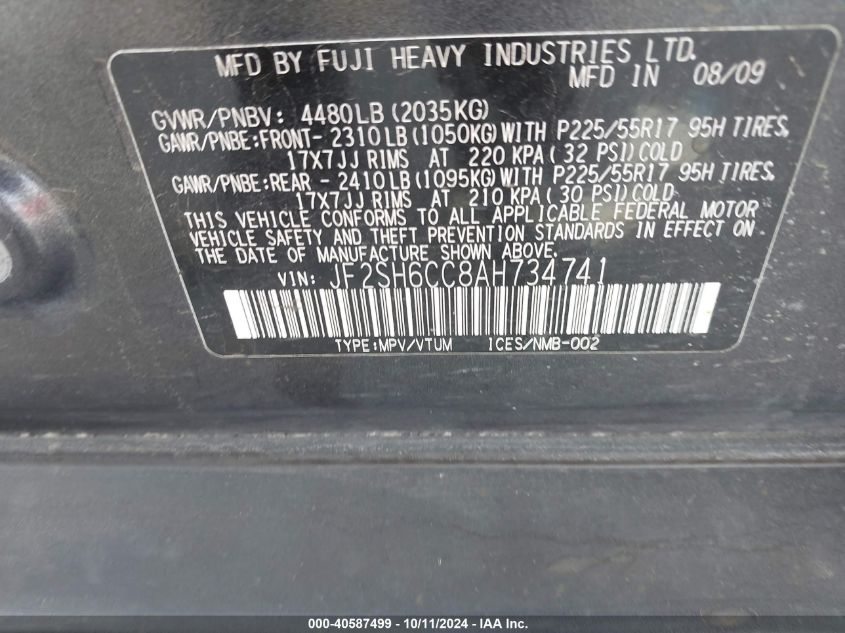 MFD BY FUJI HEAVY INDUSTRIES LTD.
MFD IN 08/09
GVWR/PNBV: 4480LB (2035KG)
GAWR/PNBE:FRONT- 2310LB (1050KG) WITH P225/55R17 95H TIRES,
17X7JJ RIMS AT 220 KPA ( 32 PSI) COLD
GAWR/PNBE:REAR - 2410LB (1095KG) WITH P225/55R17 95H TIRES,
17X7JJ RIMS AT 210 KPA ( 30 PSI) COLD
THIS VEHICLE CONFORMS TO ALL APPLICABLE FEDERAL MOTOR
VEHICLE SAFETY AND THEFT PREVENTION STANDARDS IN EFFECT ON
THE DATE OF MANUFACTURE SHOWN ABOVE.
VIN: JF2SH6CC8AH734741
TYPE:MPV/VTUM ICES/NMB-002
000-40587499 - 10/11/2024 - IAA Inc.